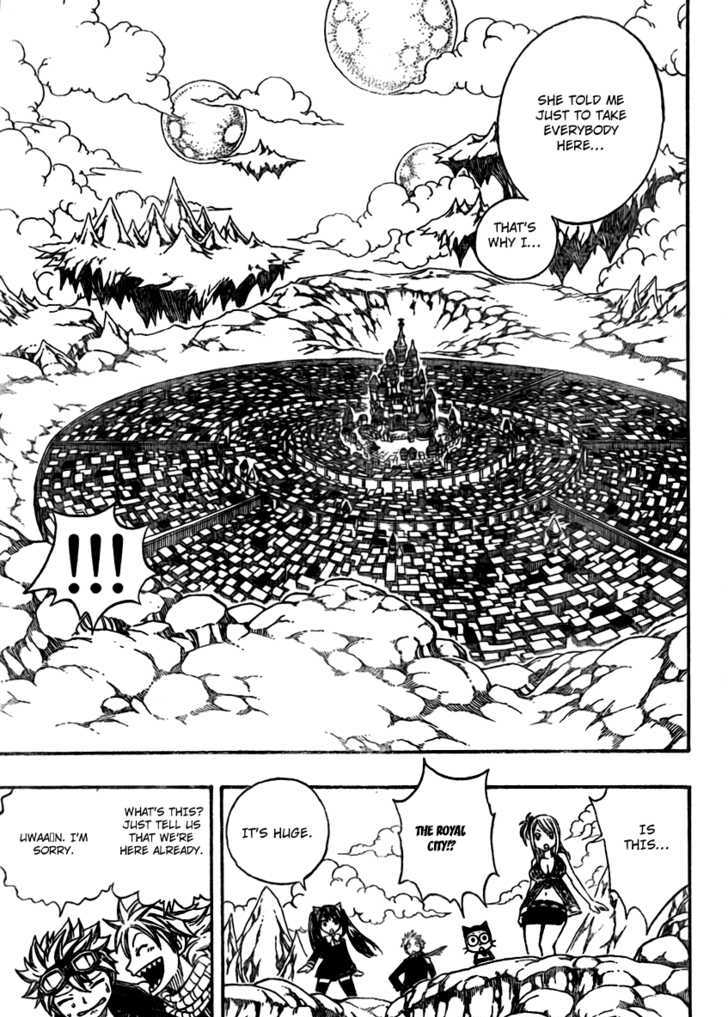 SHE TOLD ME
JUST TO TAKE
EVERYBODY
HERE...
THAT'S
WHY I...
!!!
IS
THIS...
THE ROYAL
CITY!?
IT'S HUGE.
WHAT'S THIS?
JUST TELL US
THAT WE'RE
HERE ALREADY.
UWAA▯N. I'M
SORRY.